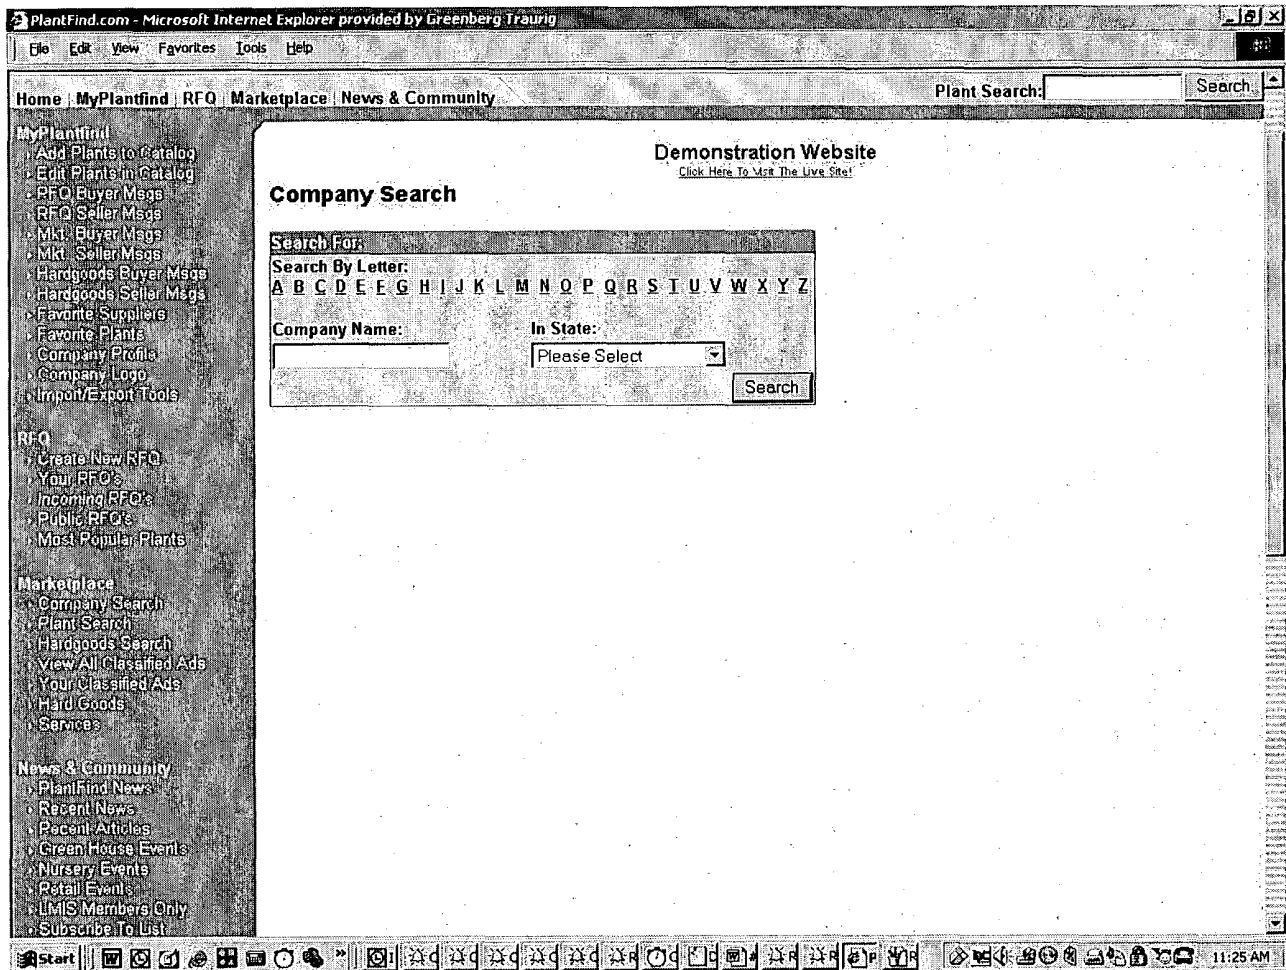 PlantFind.com - Microsoft Internet Explorer provided by Greenberg Traurig
File Edit View Favorites Tools Help
Home MyPlantfind RFQ Marketplace News & Community
Plant Search: Search
MyPlantfind
Add Plants to Catalog
Edit Plants in Catalog
RFQ Buyer Msgs
RFQ Seller Msgs
Mkt. Buyer Msgs
Mkt. Seller Msgs
Hardgoods Buyer Msgs
Hardgoods Seller Msgs
Favorite Suppliers
Favorite Plants
Company Profile
Company Logo
Import/Export Tools
RFQ
Create New RFQ
Your RFQ's
Incoming RFQ's
Public RFQ's
Most Popular Plants
Marketplace
Company Search
Plant Search
Hardgoods Search
View All Classified Ads
Your Classified Ads
Hard Goods
Services
News & Community
PlantFind News
Recent News
Recent Articles
Green House Events
Nursery Events
Retail Events
LMIS Members Only
Subscribe To List
Demonstration Website
Click Here To Visit The Live Site!
Company Search
Search For:
Search By Letter:
A B C D E F G H I J K L M N O P Q R S T U V W X Y Z
Company Name: In State:
Please Select
Search
Start
11:25 AM